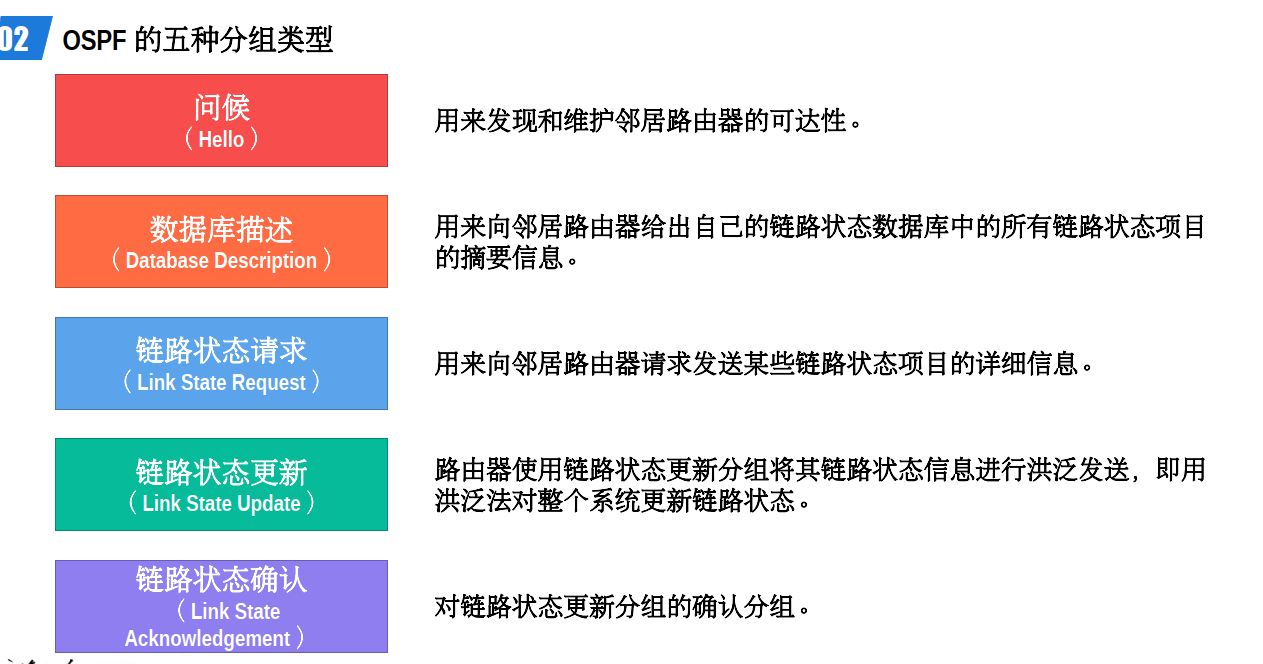 02 OSPF 的五种分组类型
问候
（Hello）
用来发现和维护邻居路由器的可达性。
数据库描述
（Database Description）
用来向邻居路由器给出自己的链路状态数据库中的所有链路状态项目
的摘要信息。
链路状态请求
（Link State Request）
用来向邻居路由器请求发送某些链路状态项目的详细信息。
链路状态更新
（Link State Update）
路由器使用链路状态更新分组将其链路状态信息进行洪泛发送，即用
洪泛法对整个系统更新链路状态。
链路状态确认
（Link State
Acknowledgement）
对链路状态更新分组的确认分组。